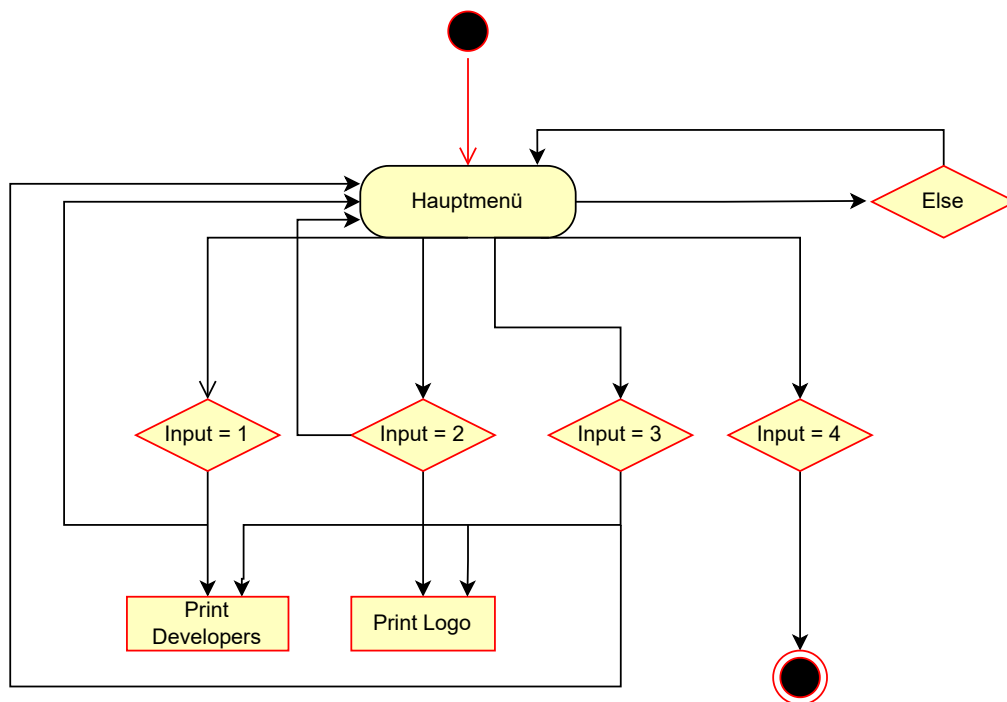 Hauptmenü
Else
Input = 1
Input = 2
Input = 3
Input = 4
Print
Developers
Print Logo